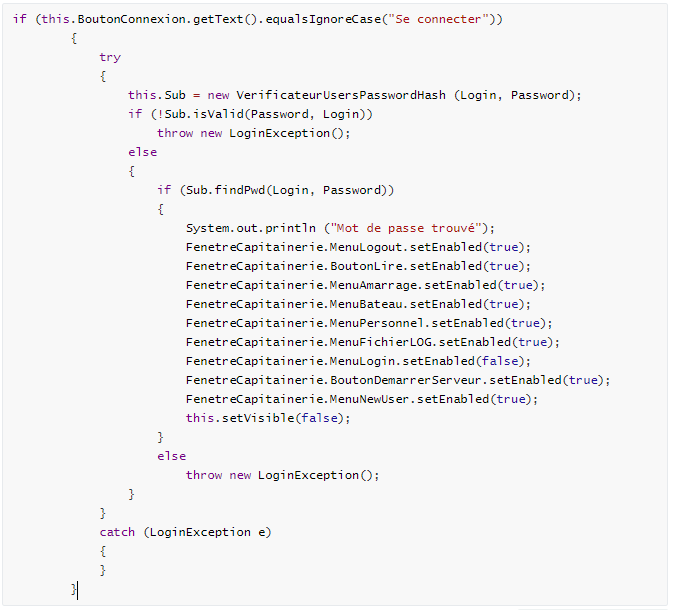 if (this.BoutonConnexion.getText().equalsIgnoreCase("Se connecter"))
{
try
{
this.Sub = new VerificateurUsersPasswordHash (Login, Password);
if (!Sub.isValid(Password, Login))
throw new LoginException();
else
{
if (Sub.findPwd(Login, Password))
{
System.out.println ("Mot de passe trouvé");
FenetreCapitainerie.MenuLogout.setEnabled(true);
FenetreCapitainerie.BoutonLire.setEnabled(true);
FenetreCapitainerie.MenuAmarrage.setEnabled(true);
FenetreCapitainerie.MenuBateau.setEnabled(true);
FenetreCapitainerie.MenuPersonnel.setEnabled(true);
FenetreCapitainerie.MenuFichierLOG.setEnabled(true);
FenetreCapitainerie.MenuLogin.setEnabled(false);
FenetreCapitainerie.BoutonDemarrerServeur.setEnabled(true);
FenetreCapitainerie.MenuNewUser.setEnabled(true);
this.setVisible(false);
}
else
throw new LoginException();
}
}
catch (LoginException e)
{
}
}